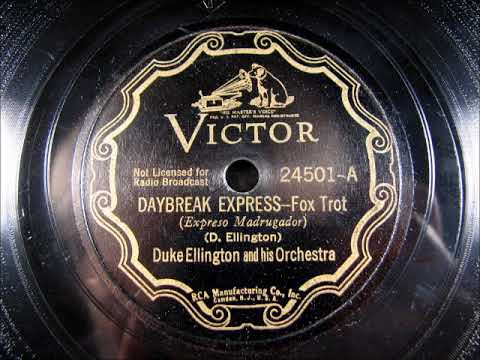 "HIS MASTER'S VOICE"
VICTOR
Not Licensed for
Radio Broadcast
24501-A
DAYBREAK EXPRESS—Fox Trot
(Expreso Madrugador)
(D. Ellington)
Duke Ellington and his Orchestra
RCA Manufacturing Co., Inc.
Camden, N.J., U.S.A.